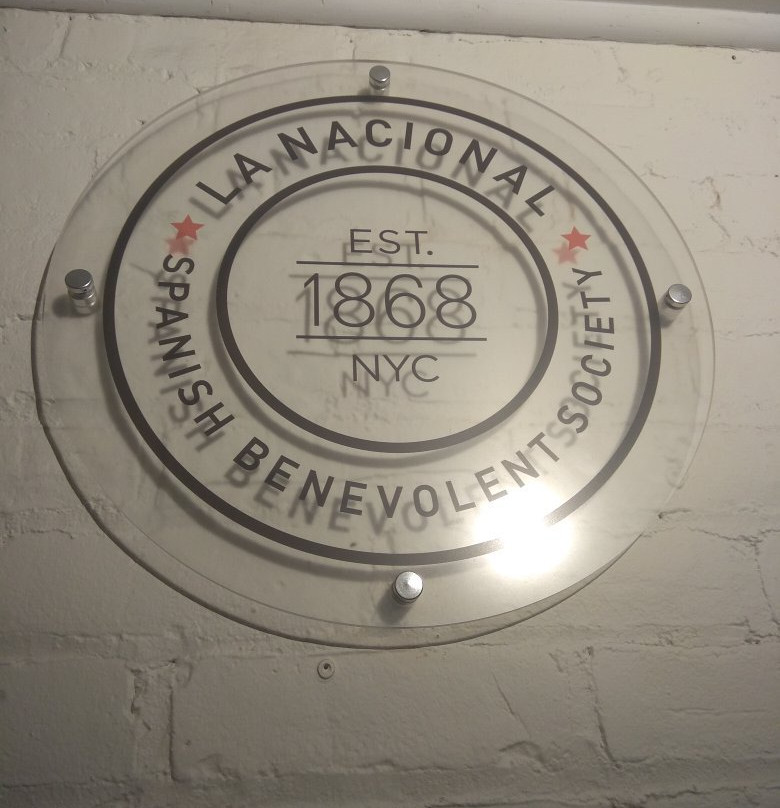 LA NACIONAL
EST.
1868
NYC
SPANISH BENEVOLENT SOCIETY